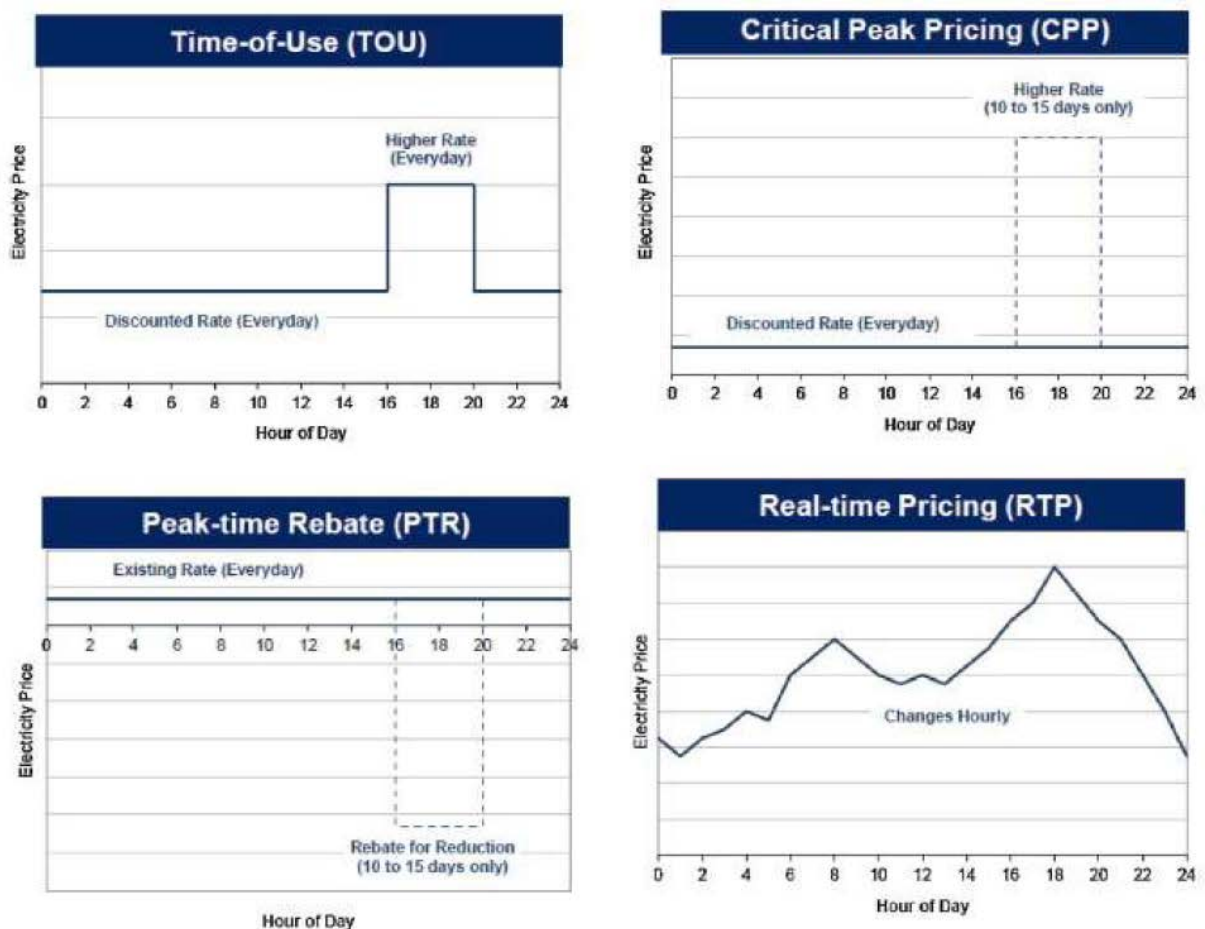 Time-of-Use (TOU)
Electricity Price
Higher Rate
(Everyday)
Discounted Rate (Everyday)
0 2 4 6 8 10 12 14 16 18 20 22 24
Hour of Day
Critical Peak Pricing (CPP)
Electricity Price
Higher Rate
(10 to 15 days only)
Discounted Rate (Everyday)
0 2 4 6 8 10 12 14 16 18 20 22 24
Hour of Day
Peak-time Rebate (PTR)
Existing Rate (Everyday)
0 2 4 6 8 10 12 14 16 18 20 22 24
Electricity Price
Rebate for Reduction
(10 to 15 days only)
Hour of Day
Real-time Pricing (RTP)
Electricity Price
Changes Hourly
0 2 4 6 8 10 12 14 16 18 20 22 24
Hour of Day